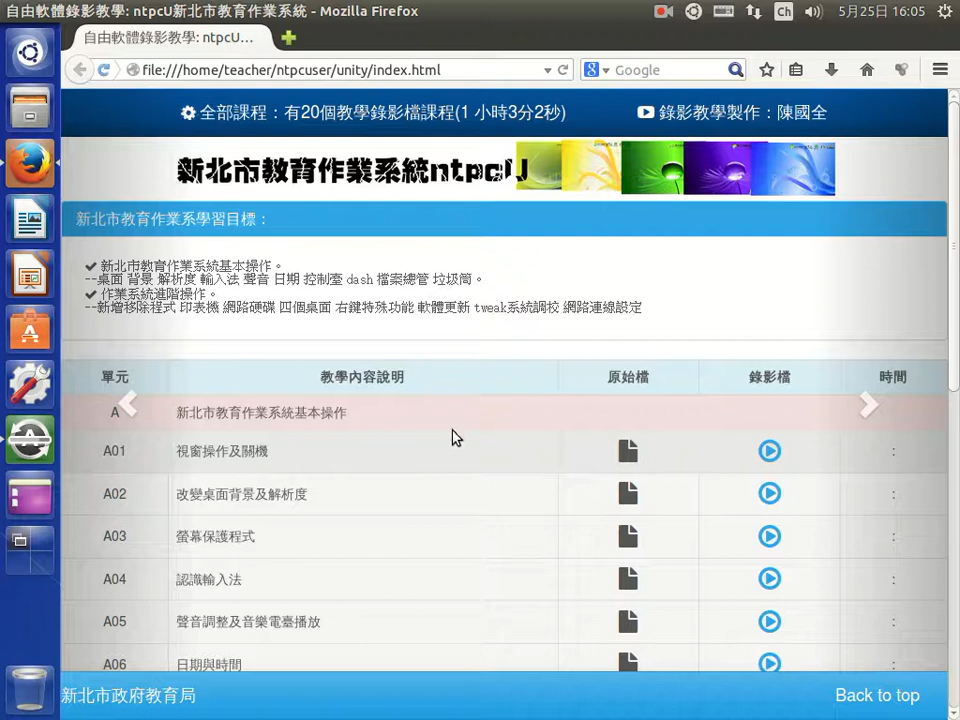 自由軟體錄影教學: ntpcU新北市教育作業系統 - Mozilla Firefox
Ch
5月25日 16:05
自由軟體錄影教學: ntpcU...
file:///home/teacher/ntpcuser/unity/index.html
Google
全部課程：有20個教學錄影檔課程(1 小時3分2秒)
錄影教學製作：陳國全
新北市教育作業系統ntpcU
新北市教育作業系學習目標：
新北市教育作業系統基本操作。
--桌面 背景 解析度 輸入法 聲音 日期 控制臺 dash 檔案總管 垃圾筒。
作業系統進階操作。
--新增移除程式 印表機 網路硬碟 四個桌面 右鍵特殊功能 軟體更新 tweak系統調校 網路連線設定
單元 教學內容說明 原始檔 錄影檔 時間
A 新北市教育作業系統基本操作
A01 視窗操作及關機 :
A02 改變桌面背景及解析度 :
A03 螢幕保護程式 :
A04 認識輸入法 :
A05 聲音調整及音樂電臺播放 :
A06 日期與時間
新北市政府教育局
Back to top